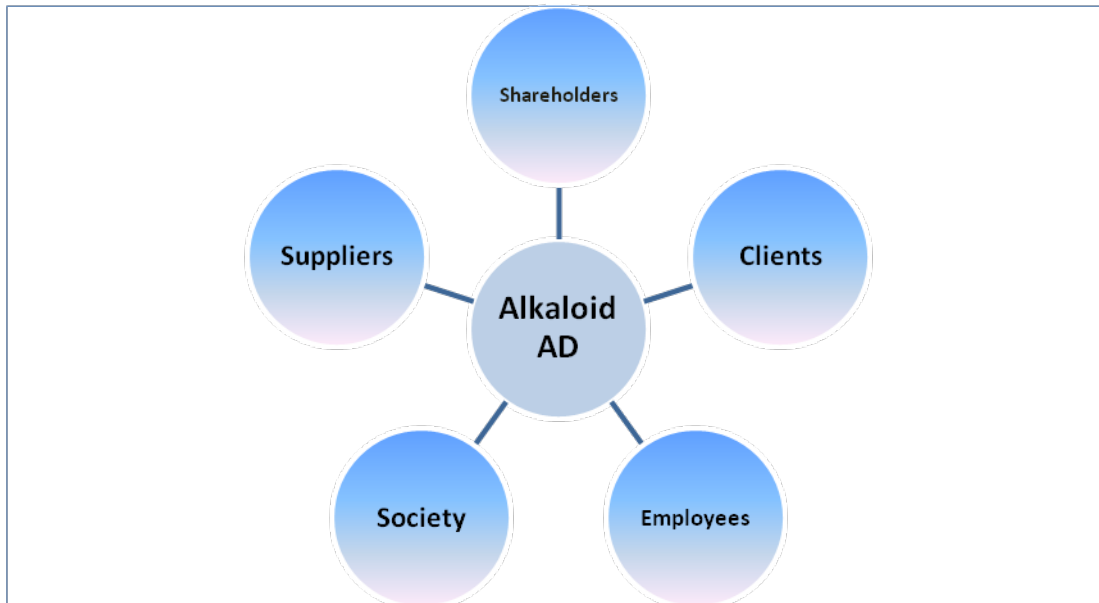 Shareholders
Suppliers
Clients
Alkaloid
AD
Society
Employees